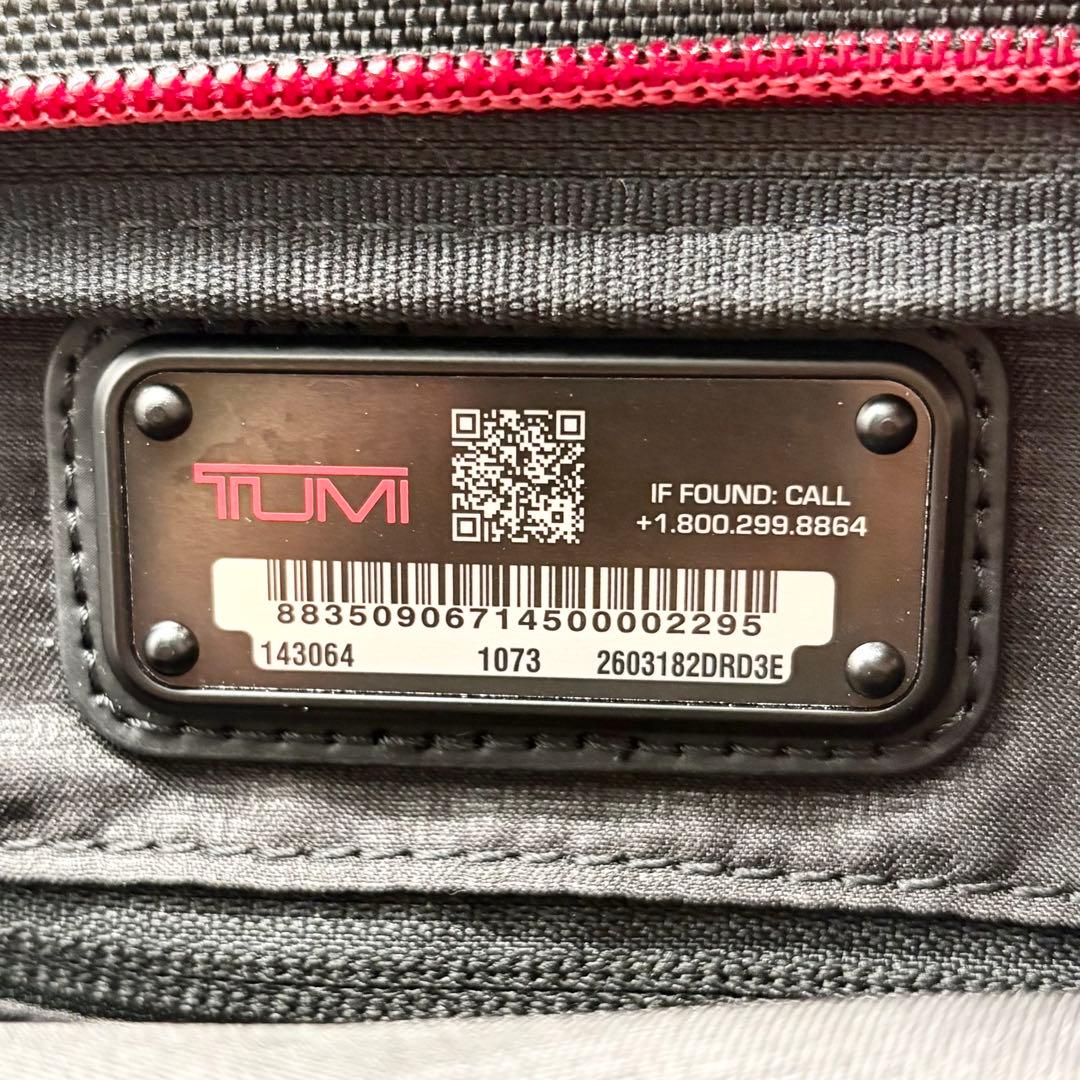 TUMI
IF FOUND: CALL
+1.800.299.8864
88350906714500002295
143064 1073 2603182DRD3E